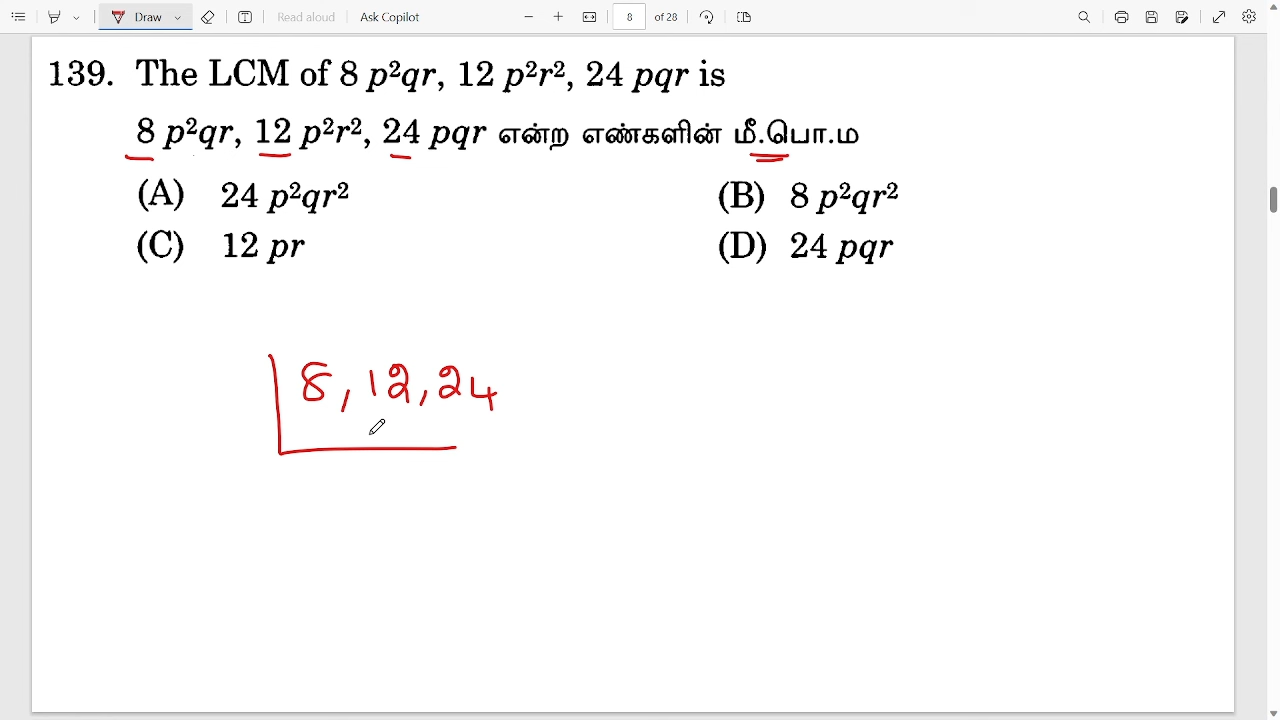 Draw Read aloud Ask Copilot 8 of 28
139. The LCM of 8 p²qr, 12 p²r², 24 pqr is
8 p²qr, 12 p²r², 24 pqr என்ற எண்களின் மீ.பொ.ம
(A) 24 p²qr² (B) 8 p²qr²
(C) 12 pr (D) 24 pqr
8, 12, 24